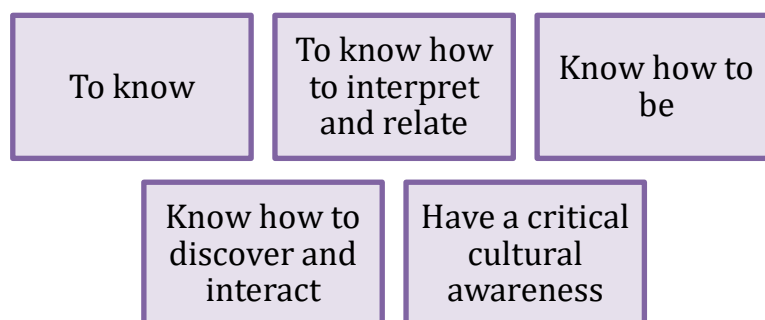 To know
To know how
to interpret
and relate
Know how to
be
Know how to
discover and
interact
Have a critical
cultural
awareness